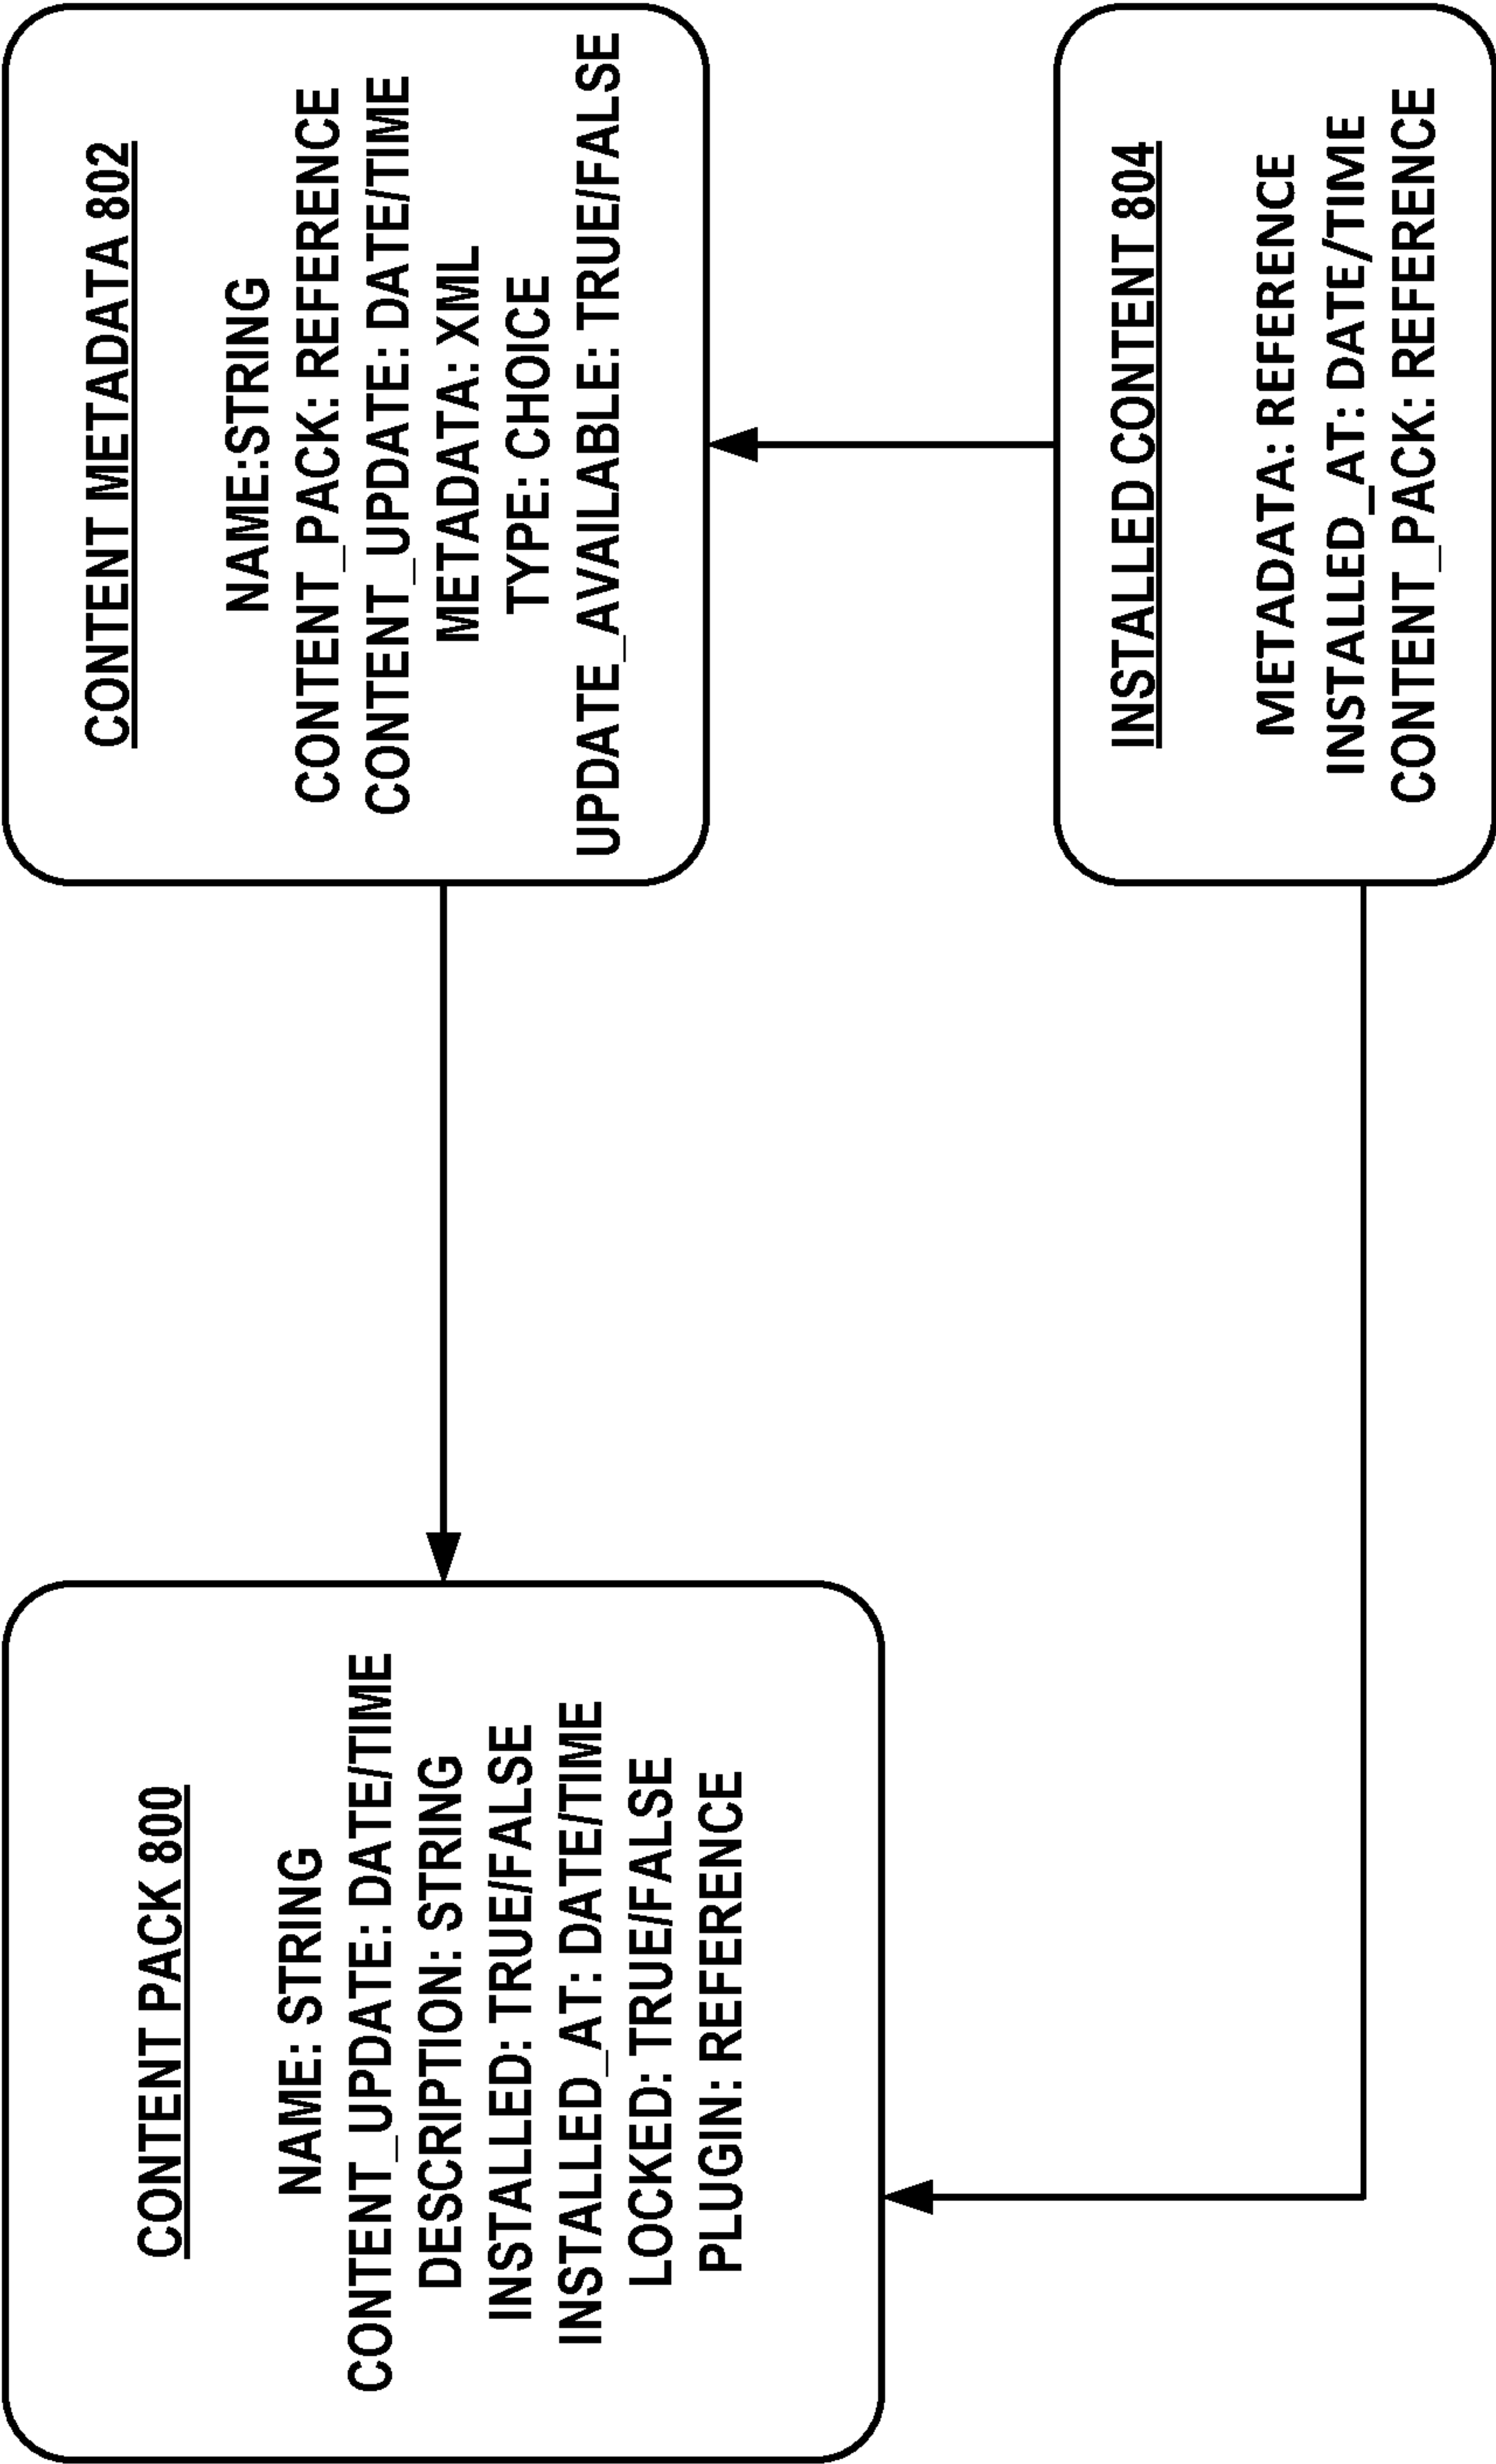 CONTENT PACK 800
NAME: STRING
CONTENT_UPDATE: DATE/TIME
DESCRIPTION: STRING
INSTALLED: TRUE/FALSE
INSTALLED_AT: DATE/TIME
LOCKED: TRUE/FALSE
PLUGIN: REFERENCE
CONTENT METADATA 802
NAME:STRING
CONTENT_PACK: REFERENCE
CONTENT_UPDATE: DATE/TIME
METADATA: XML
TYPE: CHOICE
UPDATE_AVAILABLE: TRUE/FALSE
INSTALLED CONTENT 804
METADATA: REFERENCE
INSTALLED_AT: DATE/TIME
CONTENT_PACK: REFERENCE